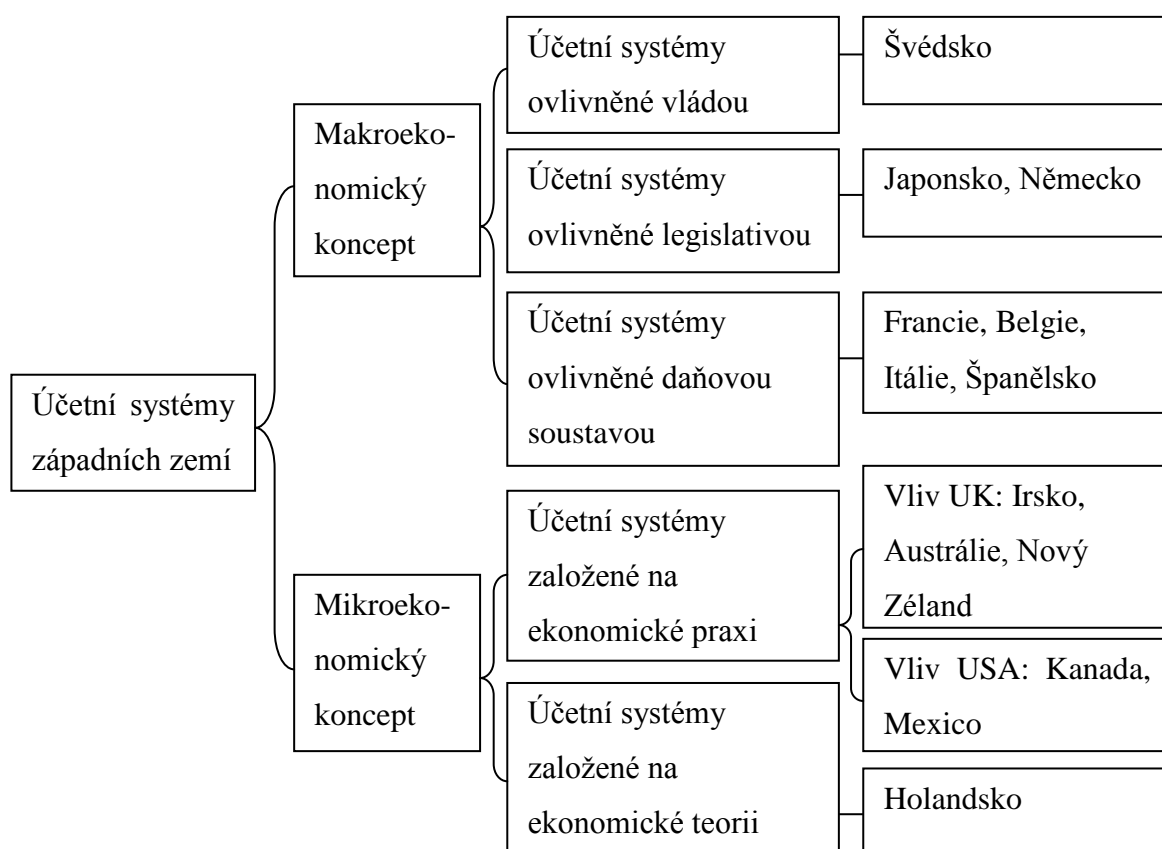 Účetní systémy
západních zemí
Makroeko-
nomický
koncept
Účetní systémy
ovlivněné vládou
Švédsko
Účetní systémy
ovlivněné legislativou
Japonsko, Německo
Účetní systémy
ovlivněné daňovou
soustavou
Francie, Belgie,
Itálie, Španělsko
Mikroeko-
nomický
koncept
Účetní systémy
založené na
ekonomické praxi
Vliv UK: Irsko,
Austrálie, Nový
Zéland
Vliv USA: Kanada,
Mexico
Účetní systémy
založené na
ekonomické teorii
Holandsko